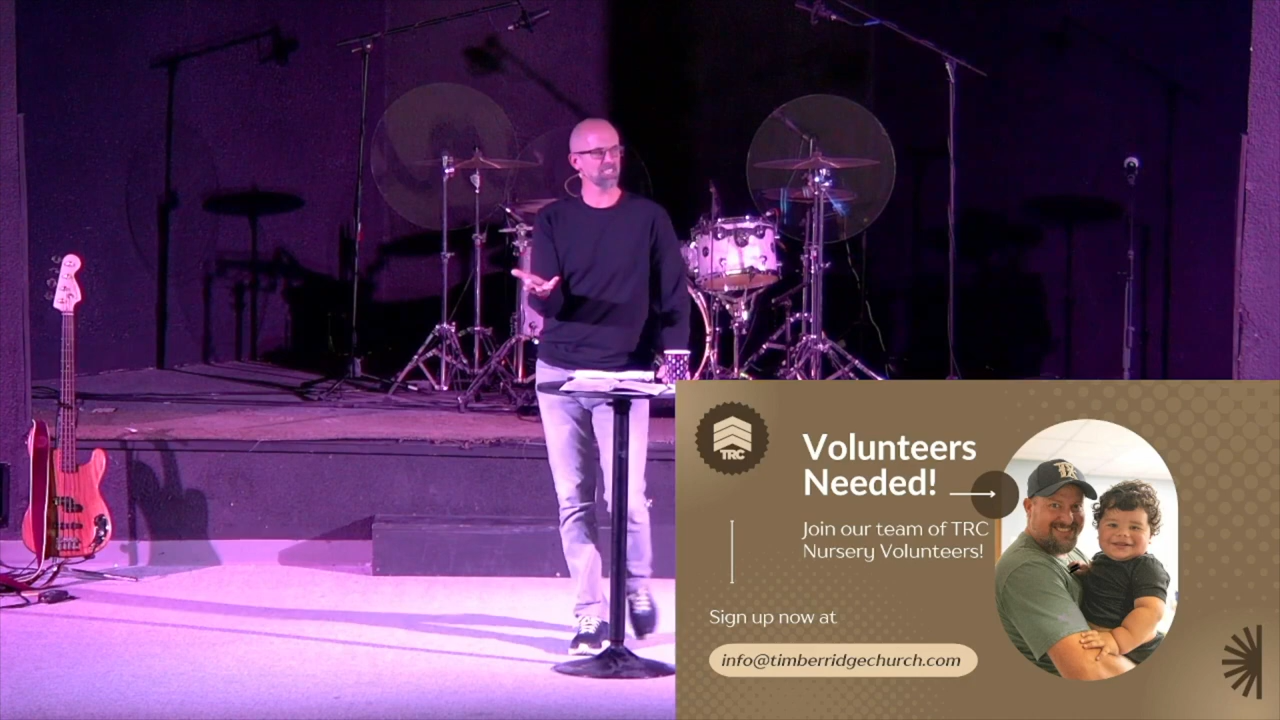 TRC
Volunteers
Needed!
Join our team of TRC
Nursery Volunteers!
Sign up now at
info@timberridgechurch.com